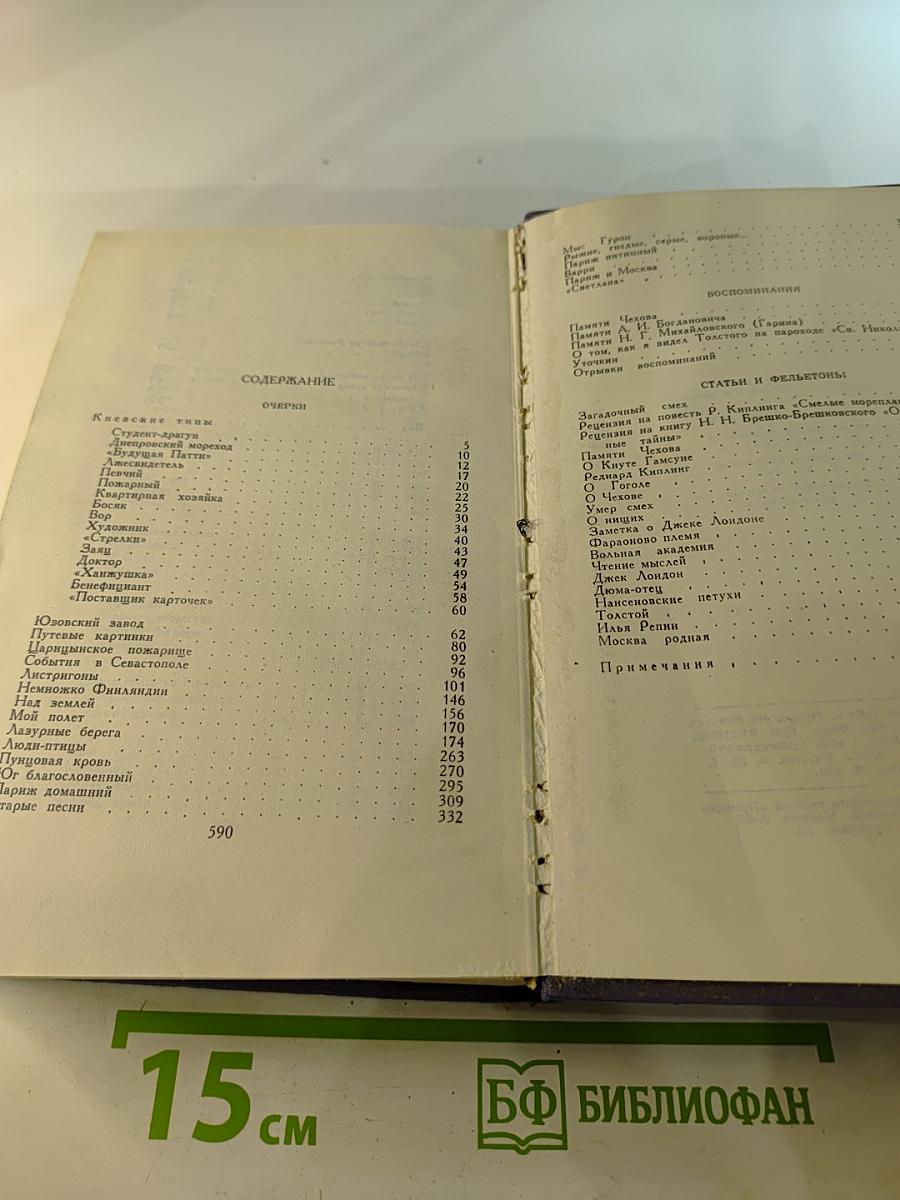 СОДЕРЖАНИЕ
ОЧЕРКИ
Киевские типы
Студент-драгун . . . 5
Днепровский мореход . . . 10
«Будущая Патти» . . . 12
Лжесвидетель . . . 17
Певчий . . . 20
Пожарный . . . 22
Квартирная хозяйка . . . 25
Босяк . . . 30
Вор . . . 34
Художник . . . 40
«Стрелки» . . . 43
Заяц . . . 47
Доктор . . . 49
«Ханжушка» . . . 54
Бенефициант . . . 58
«Поставщик карточек» . . . 60
Юзовский завод . . . 62
Путевые картинки . . . 80
Царицынское пожарище . . . 92
События в Севастополе . . . 96
Листригоны . . . 101
Немножко Финляндии . . . 146
Над землей . . . 156
Мой полет . . . 170
Лазурные берега . . . 174
Люди-птицы . . . 263
Пунцовая кровь . . . 270
Юг благословенный . . . 295
Париж домашний . . . 309
тарые песни . . . 332
590
Мыс Гурон
Рыжие, гнедые, серые, вороные...
Париж интимный
Барри
Париж и Москва
«Светлана»
ВОСПОМИНАНИЯ
Памяти Чехова
Памяти А. И. Богдановича
Памяти Н. Г. Михайловского (Гарина)
О том, как я видел Толстого на пароходе «Св. Никол
Уточкин
Отрывки воспоминаний
СТАТЬИ И ФЕЛЬЕТОНЫ
Загадочный смех
Рецензия на повесть Р. Киплинга «Смелые мореплав
Рецензия на книгу Н. Н. Брешко-Брешковского «О
ные тайны»
Памяти Чехова
О Кнуте Гамсуне
Редиард Киплинг
О Гоголе
О Чехове
Умер смех
О нищих
Заметка о Джеке Лондоне
Фараоново племя
Вольная академия
Чтение мыслей
Джек Лондон
Дюма-отец
Нансеновские петухи
Толстой
Илья Репин
Москва родная
Примечания
15 см
БФ БИБЛИОФАН